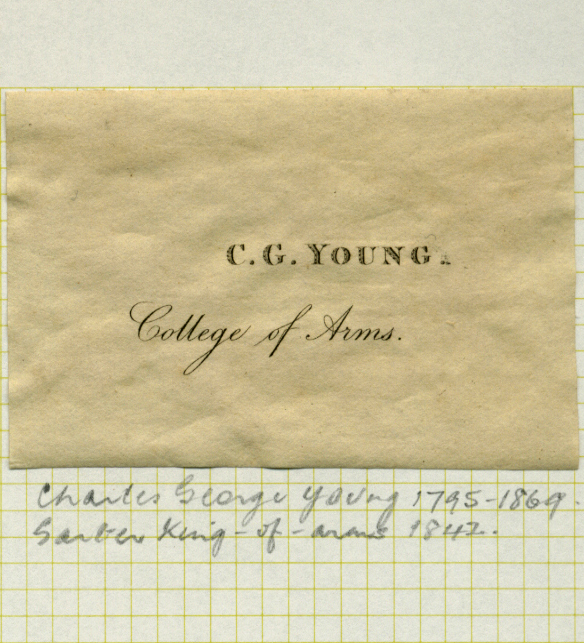 C.G. YOUNG.
College of Arms.
Charles George Young 1795-1869.
Garter King-of-arms 1842.